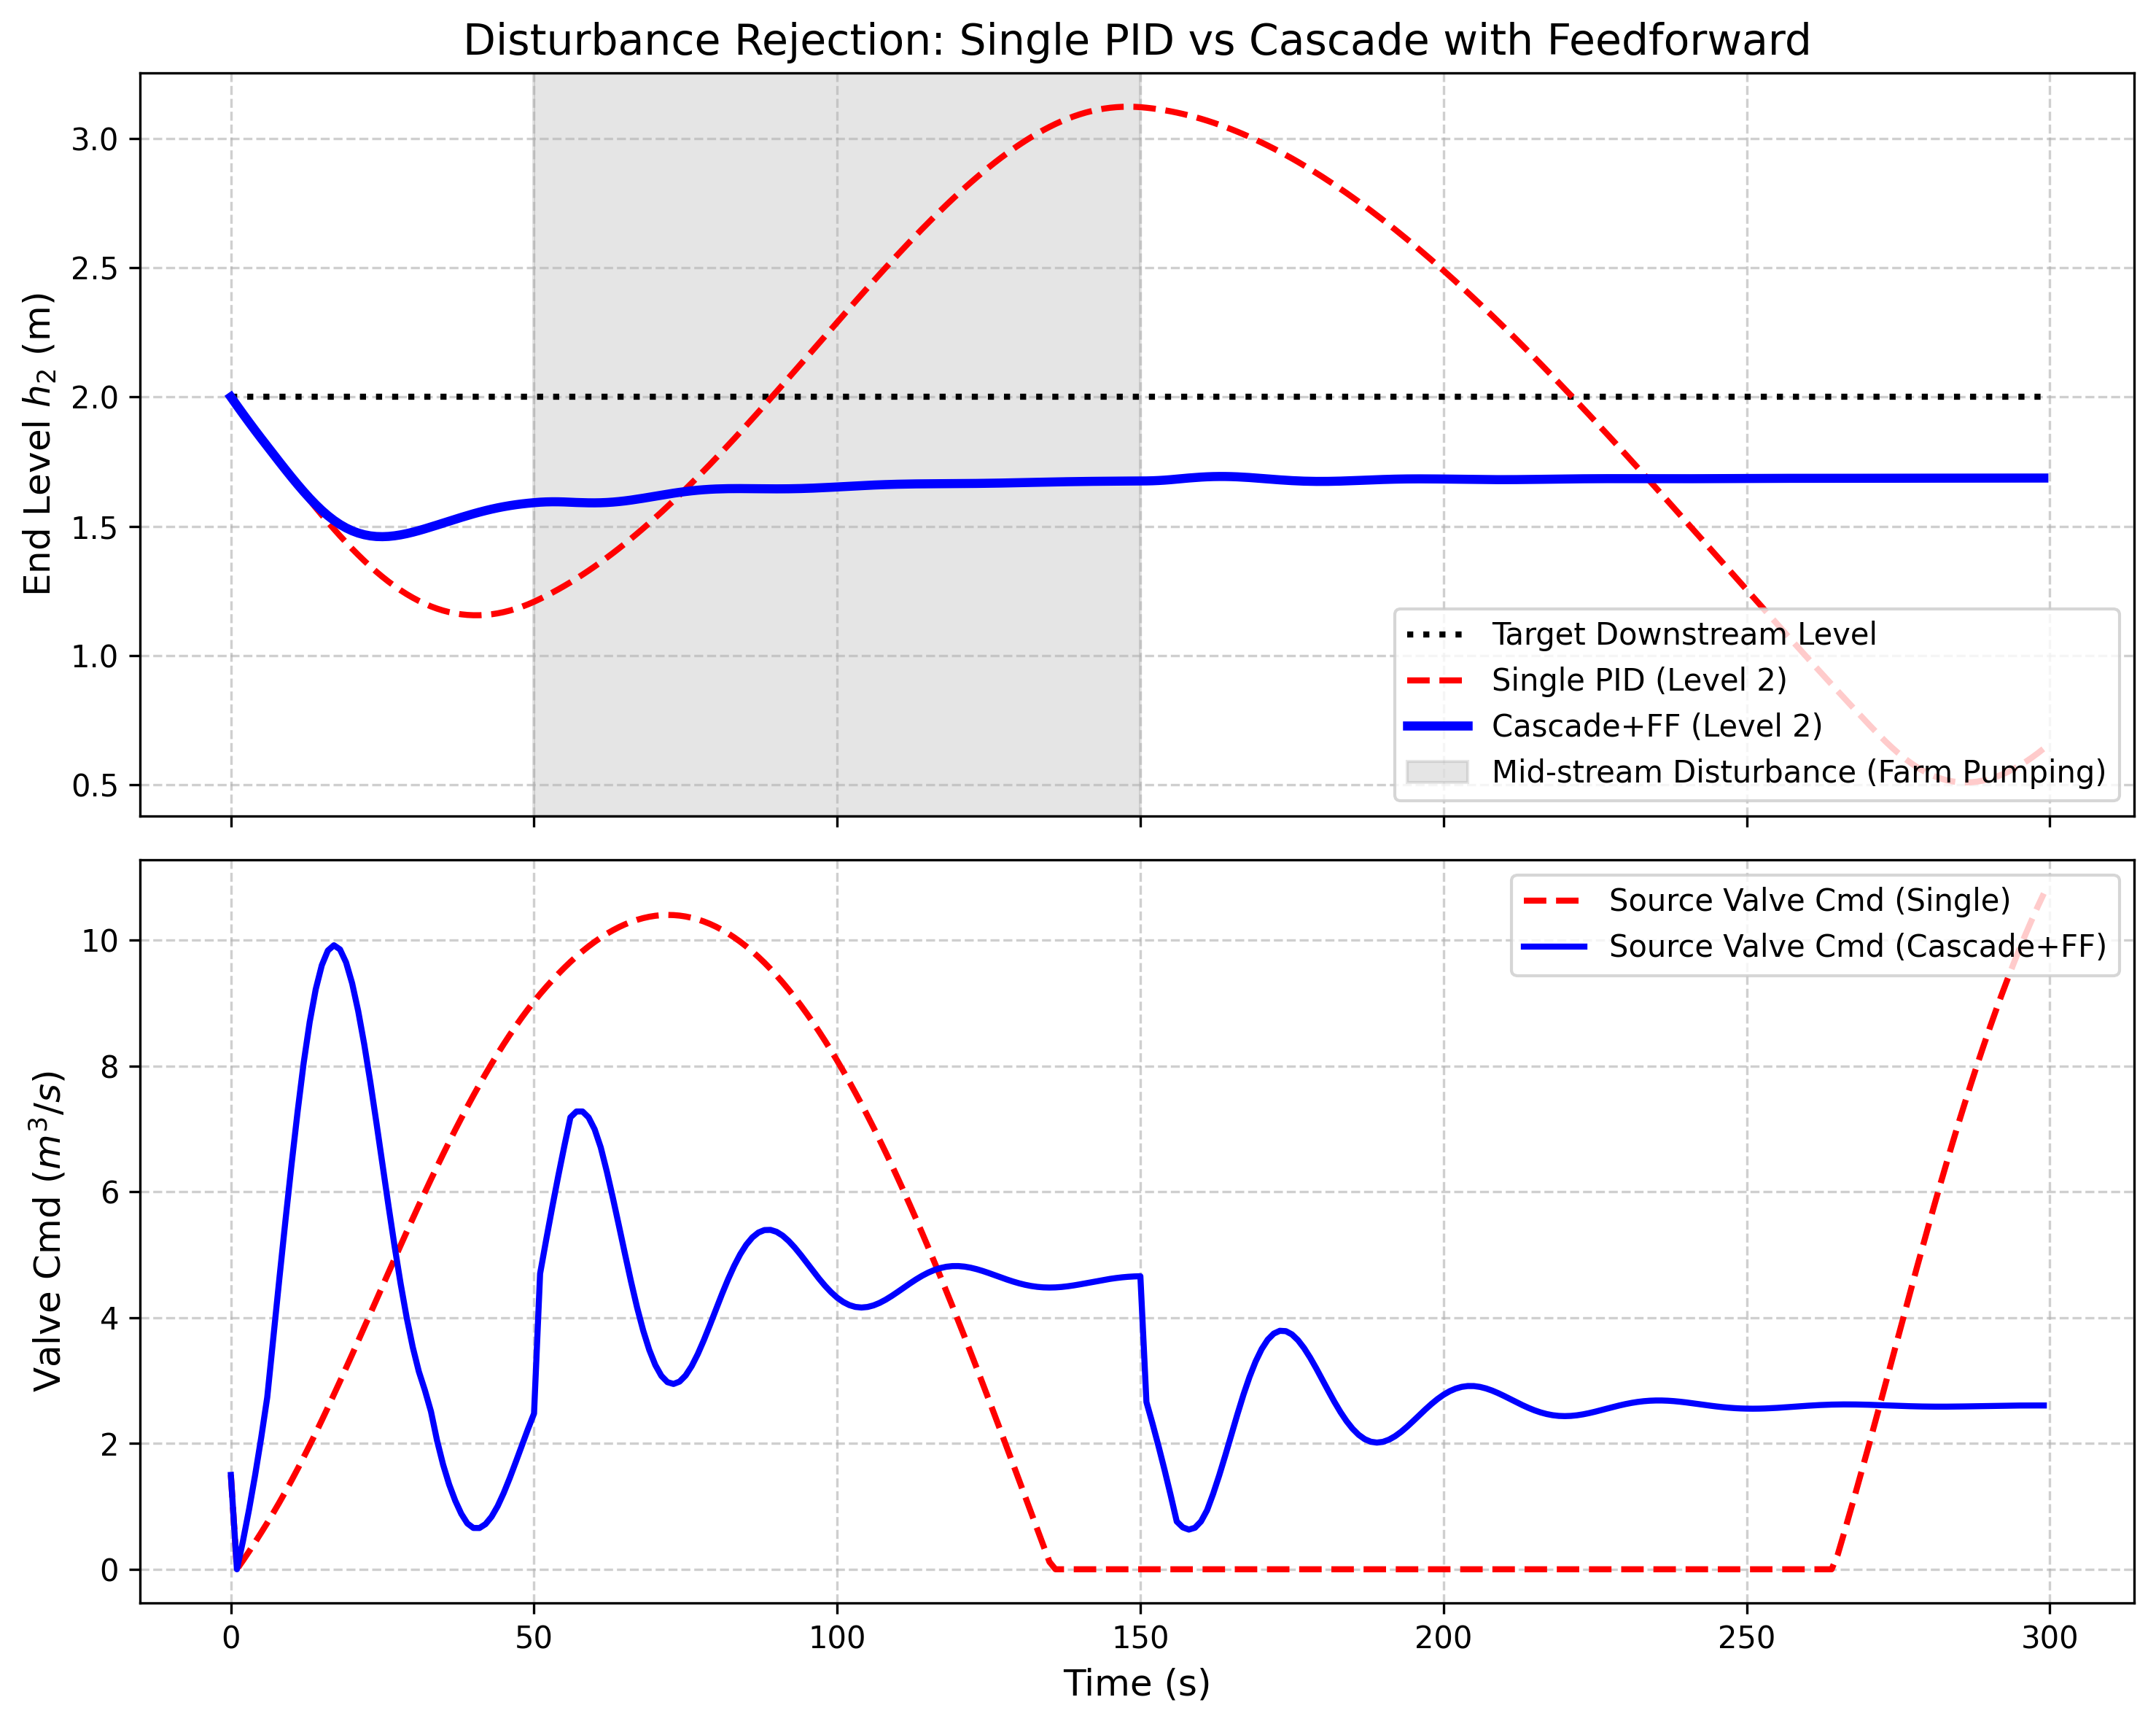 Disturbance Rejection: Single PID vs Cascade with Feedforward
End Level h₂ (m)
3.0
2.5
2.0
1.5
1.0
0.5
Target Downstream Level
Single PID (Level 2)
Cascade+FF (Level 2)
Mid-stream Disturbance (Farm Pumping)
Valve Cmd (m³/s)
10
8
6
4
2
0
Source Valve Cmd (Single)
Source Valve Cmd (Cascade+FF)
0 50 100 150 200 250 300
Time (s)